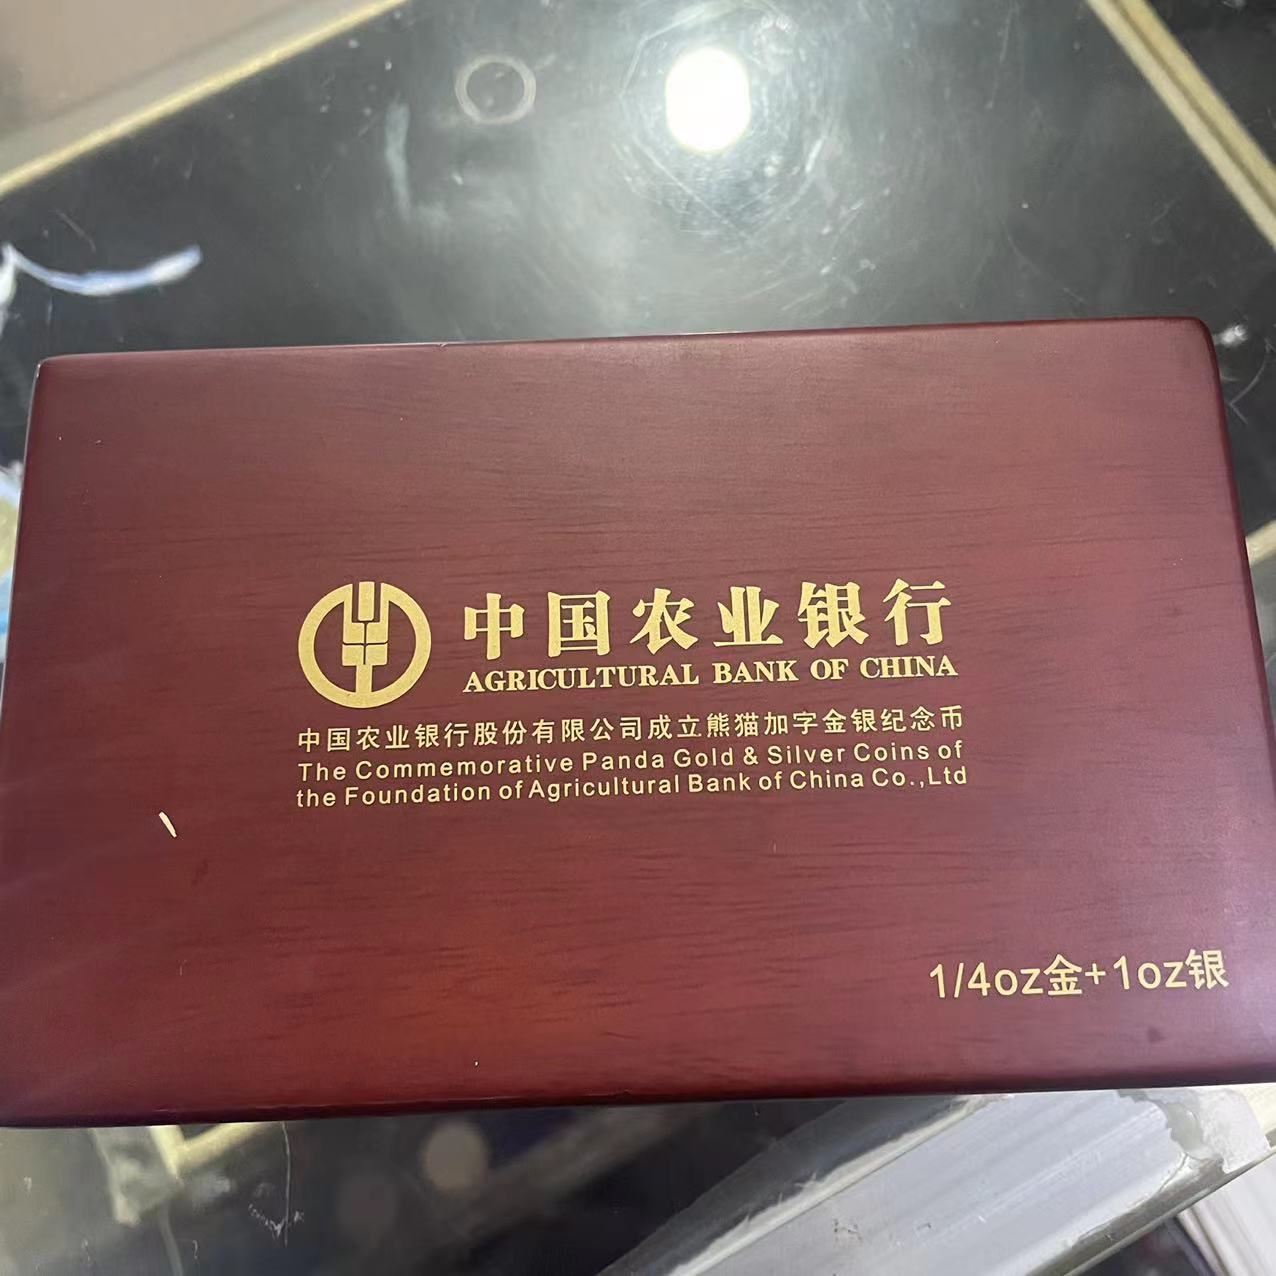 中国农业银行
AGRICULTURAL BANK OF CHINA
中国农业银行股份有限公司成立熊猫加字金银纪念币
The Commemorative Panda Gold & Silver Coins of
the Foundation of Agricultural Bank of China Co.,Ltd
1/4oz金+1oz银